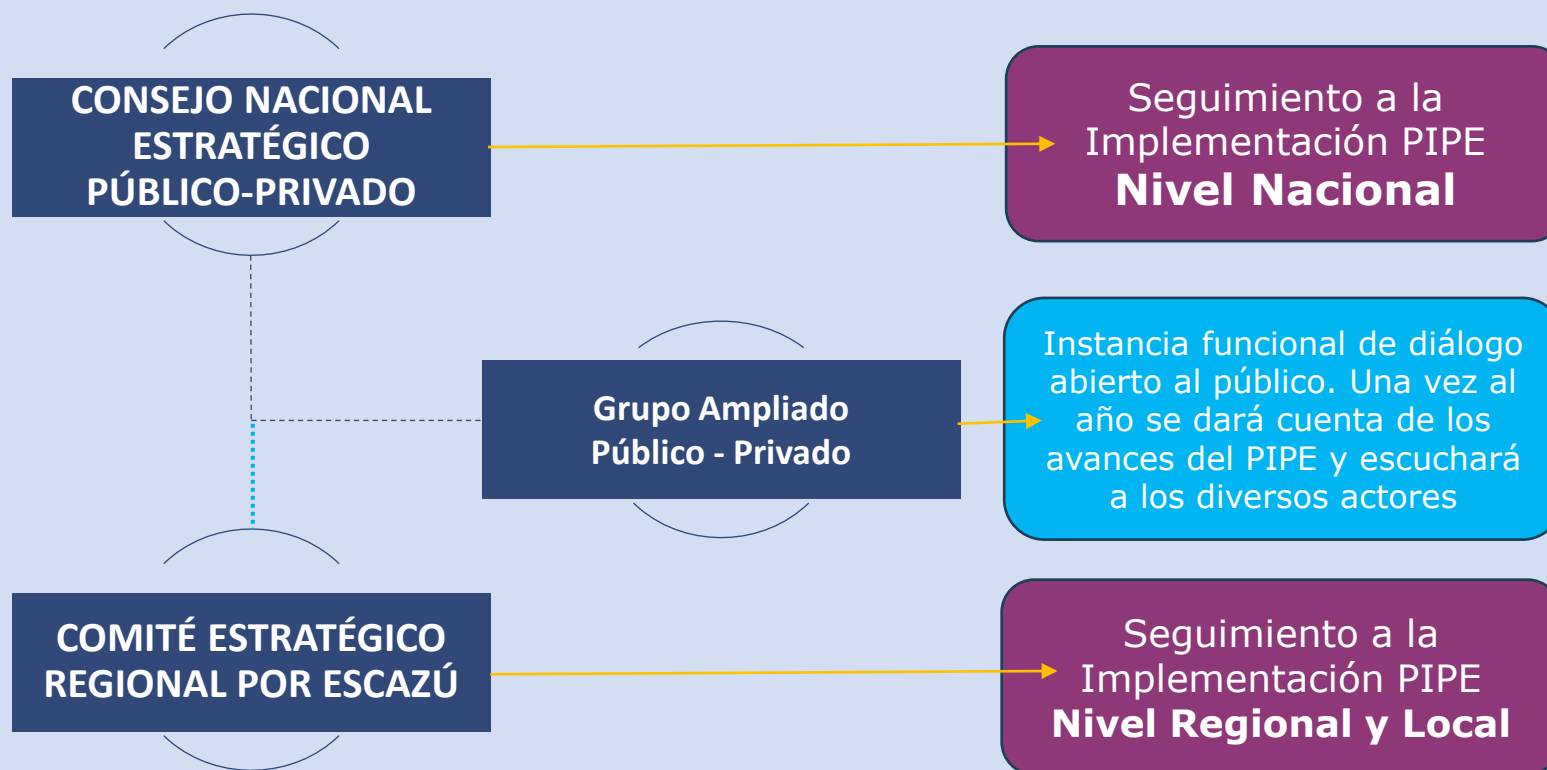 CONSEJO NACIONAL
ESTRATÉGICO
PÚBLICO-PRIVADO
Seguimiento a la
Implementación PIPE
Nivel Nacional
Grupo Ampliado
Público - Privado
Instancia funcional de diálogo
abierto al público. Una vez al
año se dará cuenta de los
avances del PIPE y escuchará
a los diversos actores
COMITÉ ESTRATÉGICO
REGIONAL POR ESCAZÚ
Seguimiento a la
Implementación PIPE
Nivel Regional y Local